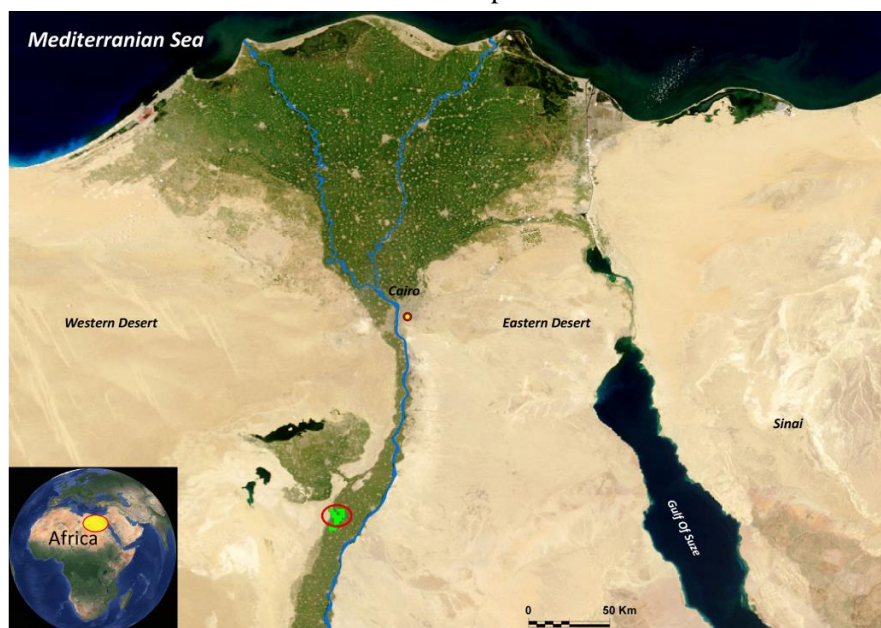 Mediterranian Sea
Cairo
Western Desert
Eastern Desert
Sinai
Gulf Of Suze
Africa
0 50 Km